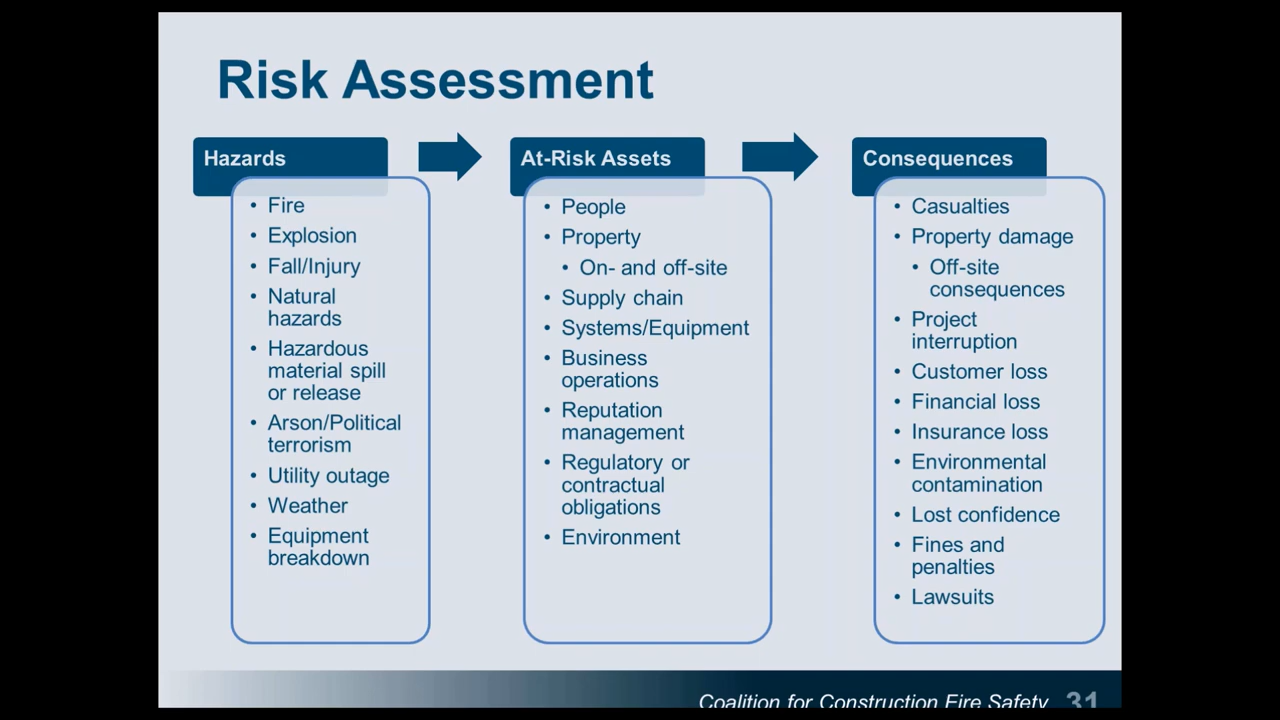 Risk Assessment
Hazards
• Fire
• Explosion
• Fall/Injury
• Natural
hazards
• Hazardous
material spill
or release
• Arson/Political
terrorism
• Utility outage
• Weather
• Equipment
breakdown
At-Risk Assets
• People
• Property
• On- and off-site
• Supply chain
• Systems/Equipment
• Business
operations
• Reputation
management
• Regulatory or
contractual
obligations
• Environment
Consequences
• Casualties
• Property damage
• Off-site
consequences
• Project
interruption
• Customer loss
• Financial loss
• Insurance loss
• Environmental
contamination
• Lost confidence
• Fines and
penalties
• Lawsuits
Coalition for Construction Fire Safety 31